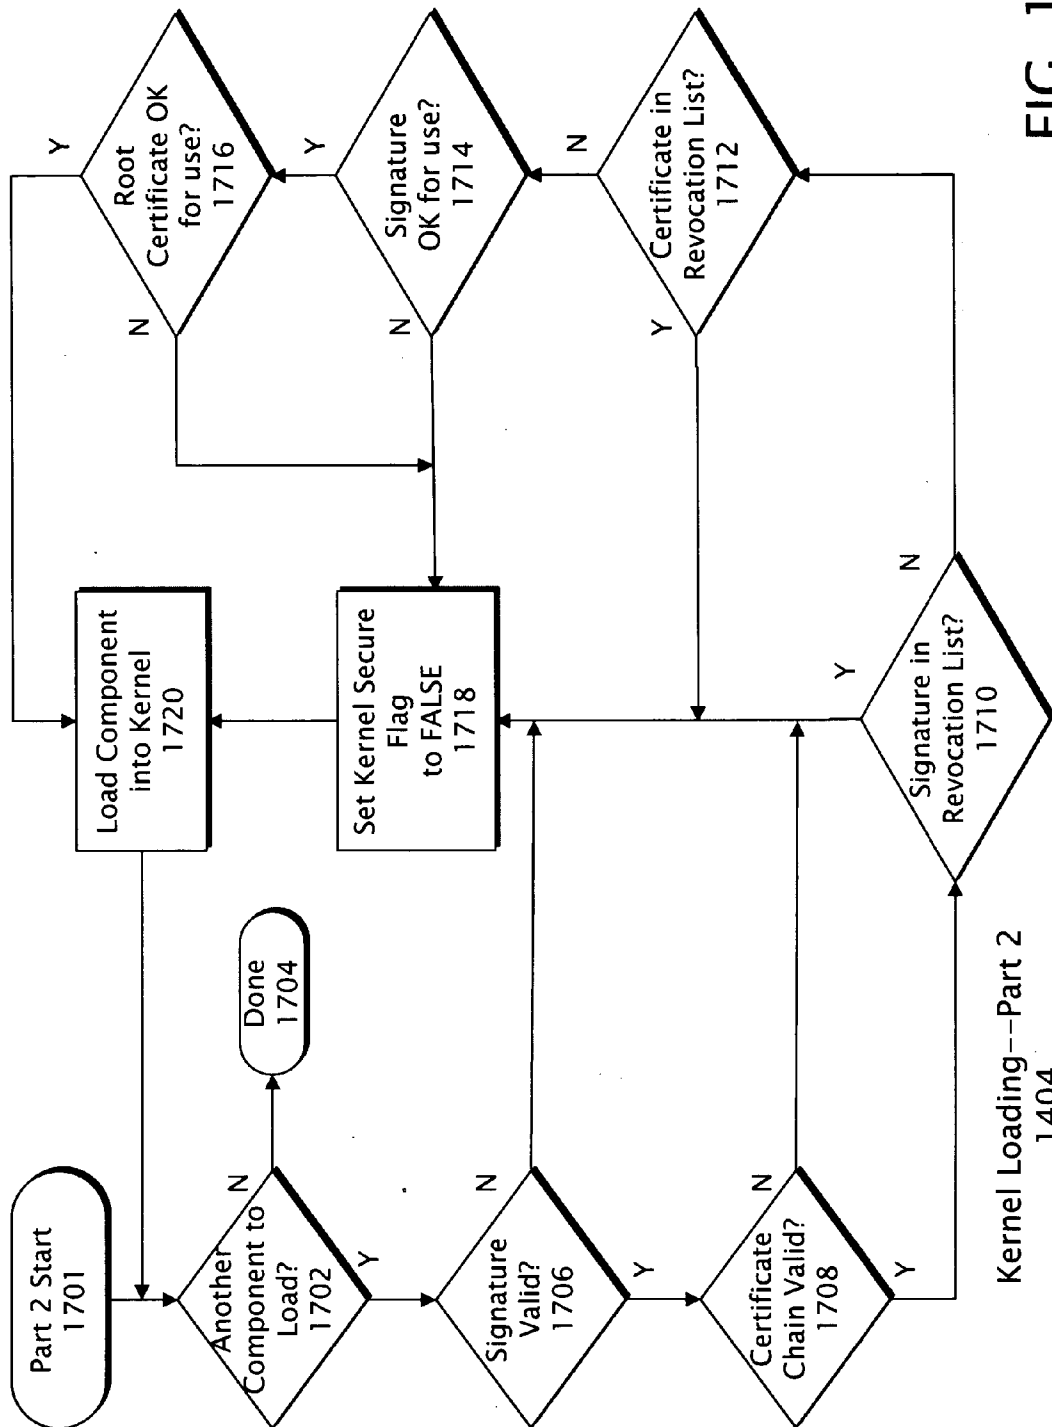 Part 2 Start
1701
Another
Component to
Load?
1702
N
Y
Done
1704
Signature
Valid?
1706
N
Y
Certificate
Chain Valid?
1708
N
Y
Signature in
Revocation List?
1710
Y
N
Certificate in
Revocation List?
1712
Y
N
Signature
OK for use?
1714
N
Y
Root
Certificate OK
for use?
1716
N
Y
Set Kernel Secure
Flag
to FALSE
1718
Load Component
into Kernel
1720
Kernel Loading--Part 2
1404
FIG. 1